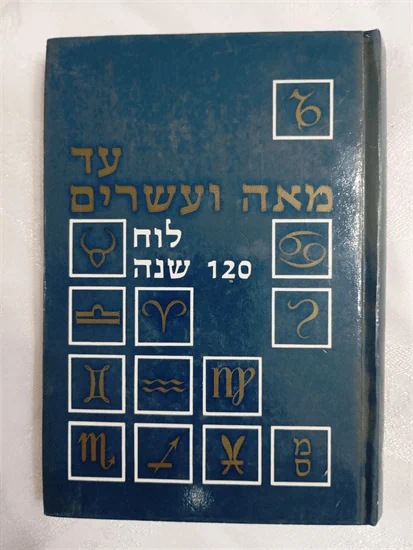 עד
מאה ועשרים
לוח
120 שנה
מ
ס